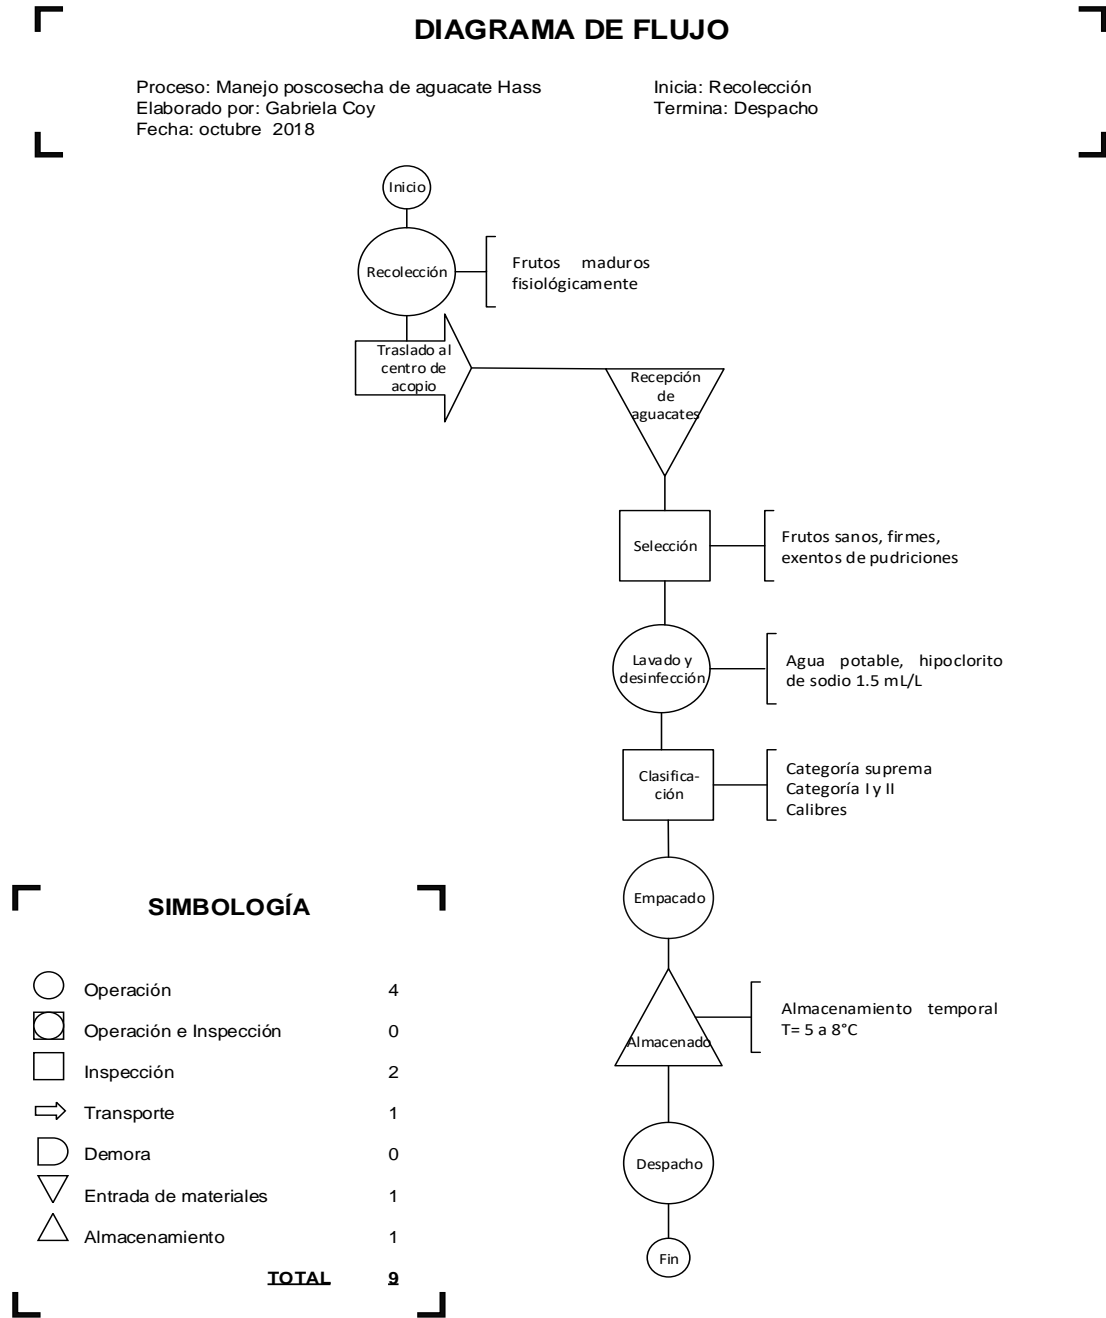 DIAGRAMA DE FLUJO
Proceso: Manejo poscosecha de aguacate Hass
Elaborado por: Gabriela Coy
Fecha: octubre 2018
Inicia: Recolección
Termina: Despacho
Inicio
Recolección
Frutos maduros
fisiológicamente
Traslado al
centro de
acopio
Recepción
de
aguacates
Selección
Frutos sanos, firmes,
exentos de pudriciones
Lavado y
desinfección
Agua potable, hipoclorito
de sodio 1.5 mL/L
Clasifica-
ción
Categoría suprema
Categoría I y II
Calibres
Empacado
Almacenado
Almacenamiento temporal
T= 5 a 8°C
Despacho
Fin
SIMBOLOGÍA
Operación 4
Operación e Inspección 0
Inspección 2
Transporte 1
Demora 0
Entrada de materiales 1
Almacenamiento 1
TOTAL 9